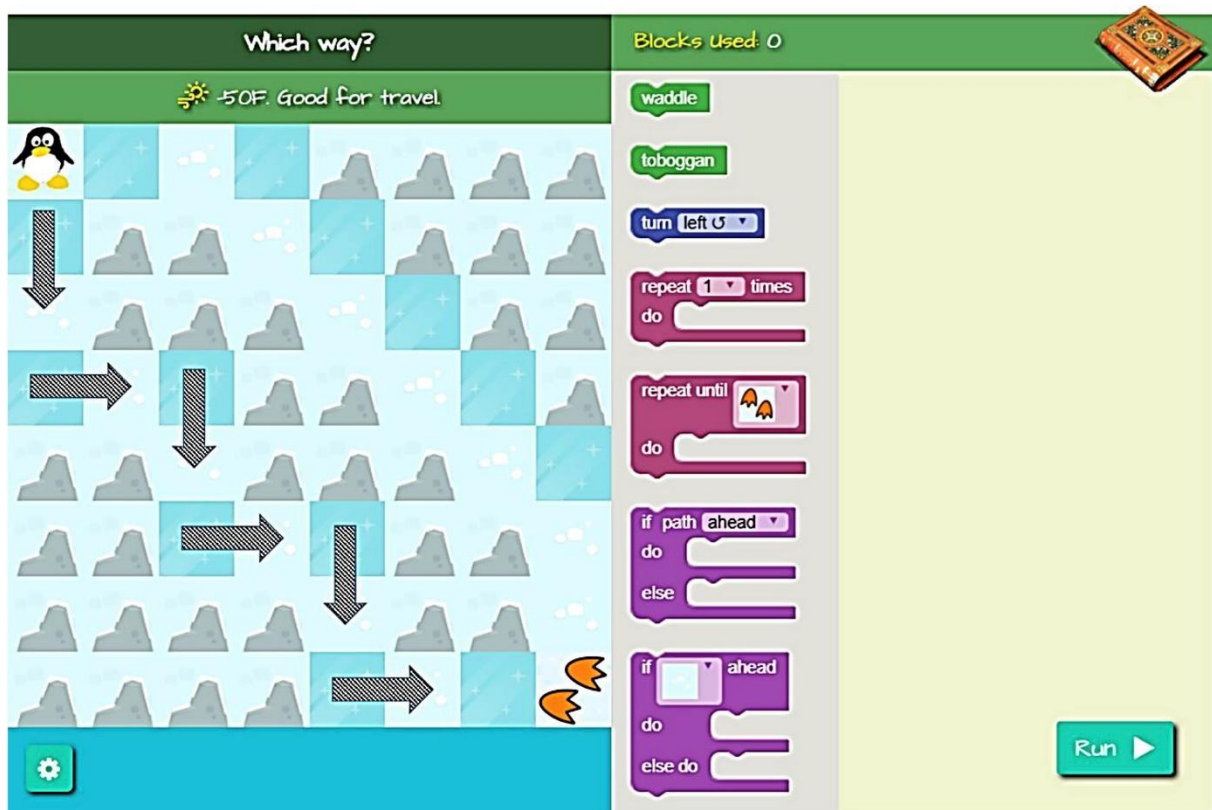 Which way?
Blocks Used: 0
-50F. Good for travel.
waddle
toboggan
turn left ↺
repeat 1 times
do
repeat until
do
if path ahead
do
else
if ahead
do
else do
Run